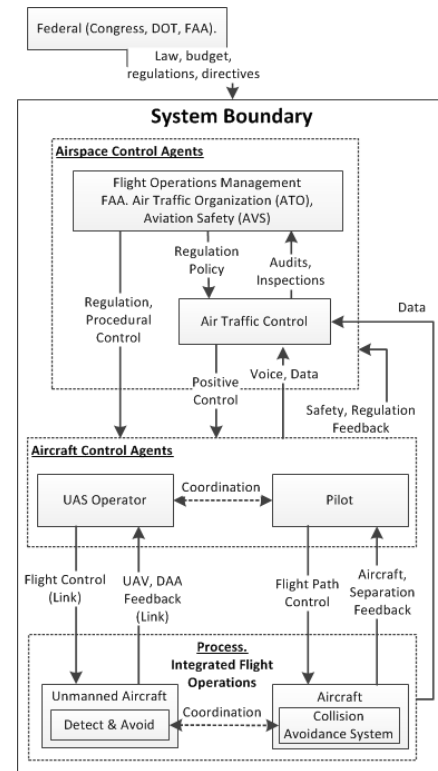 Federal (Congress, DOT, FAA).
Law, budget,
regulations, directives
System Boundary
Airspace Control Agents
Flight Operations Management
FAA. Air Traffic Organization (ATO),
Aviation Safety (AVS)
Regulation
Policy
Audits,
Inspections
Regulation,
Procedural
Control
Air Traffic Control
Data
Positive
Control
Voice, Data
Safety, Regulation
Feedback
Aircraft Control Agents
UAS Operator
Coordination
Pilot
Flight Control
(Link)
UAV, DAA
Feedback
(Link)
Flight Path
Control
Aircraft,
Separation
Feedback
Process.
Integrated Flight
Operations
Unmanned Aircraft
Detect & Avoid
Coordination
Aircraft
Collision
Avoidance System